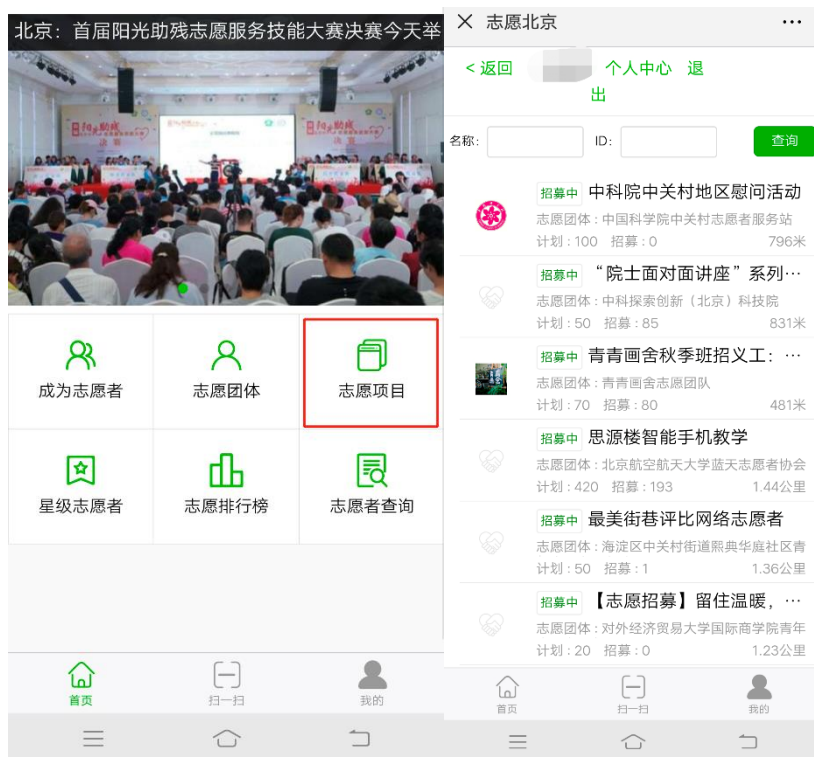 北京：首届阳光助残志愿服务技能大赛决赛今天举
阳光助残
决赛
阳光助残
决赛
成为志愿者
志愿团体
志愿项目
星级志愿者
志愿排行榜
志愿者查询
首页
扫一扫
我的
志愿北京
< 返回
个人中心 退
出
名称:
ID:
查询
招募中 中科院中关村地区慰问活动
志愿团体 : 中国科学院中关村志愿者服务站
计划 : 100 招募 : 0 796米
招募中 “院士面对面讲座”系列…
志愿团体 : 中科探索创新（北京）科技院
计划 : 50 招募 : 85 831米
招募中 青青画舍秋季班招义工：…
志愿团体 : 青青画舍志愿团队
计划 : 70 招募 : 80 481米
招募中 思源楼智能手机教学
志愿团体 : 北京航空航天大学蓝天志愿者协会
计划 : 420 招募 : 193 1.44公里
招募中 最美街巷评比网络志愿者
志愿团体 : 海淀区中关村街道熙典华庭社区青
计划 : 50 招募 : 1 1.36公里
招募中 【志愿招募】留住温暖，…
志愿团体 : 对外经济贸易大学国际商学院青年
计划 : 20 招募 : 0 1.23公里
首页
扫一扫
我的